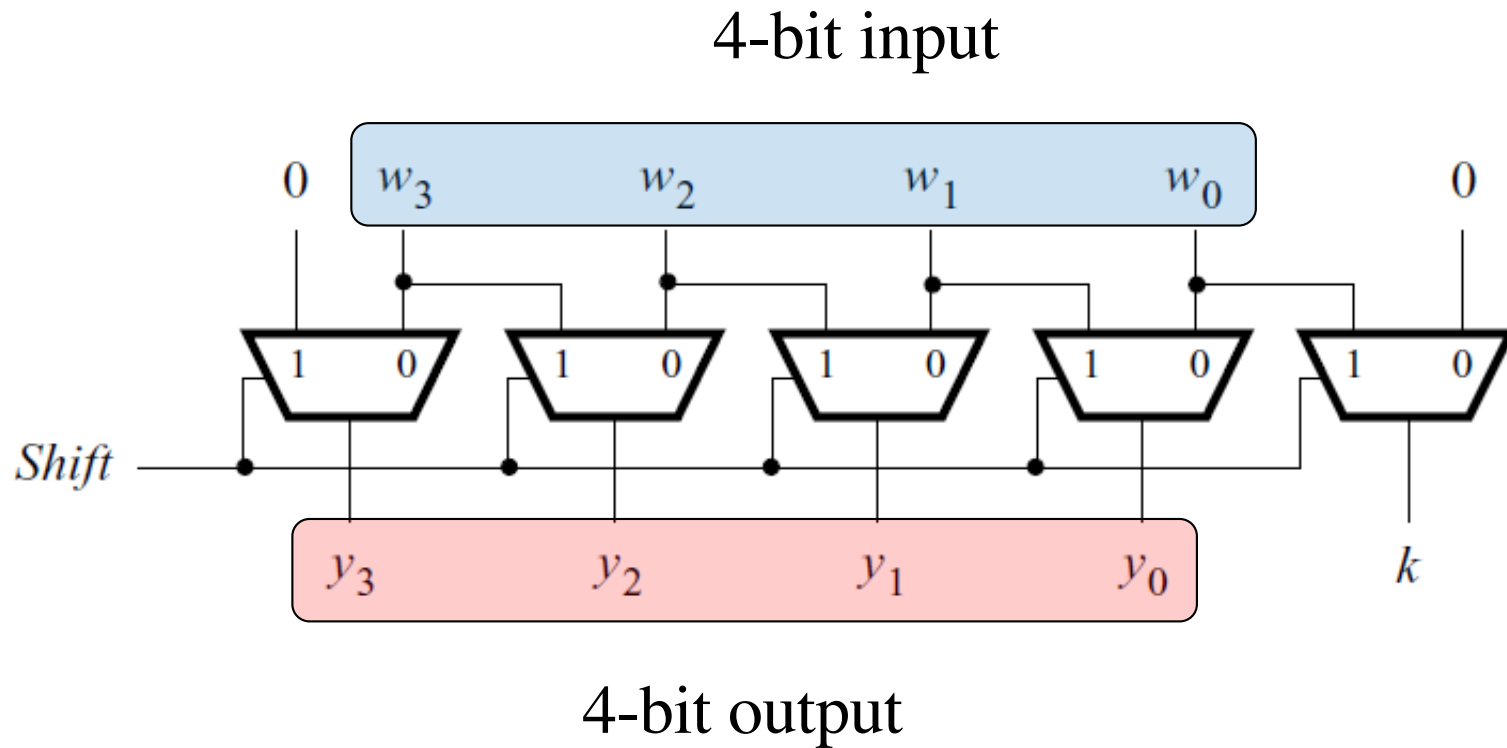 4-bit input
0 w₃ w₂ w₁ w₀ 0
1 0 1 0 1 0 1 0 1 0
Shift
y₃ y₂ y₁ y₀ k
4-bit output